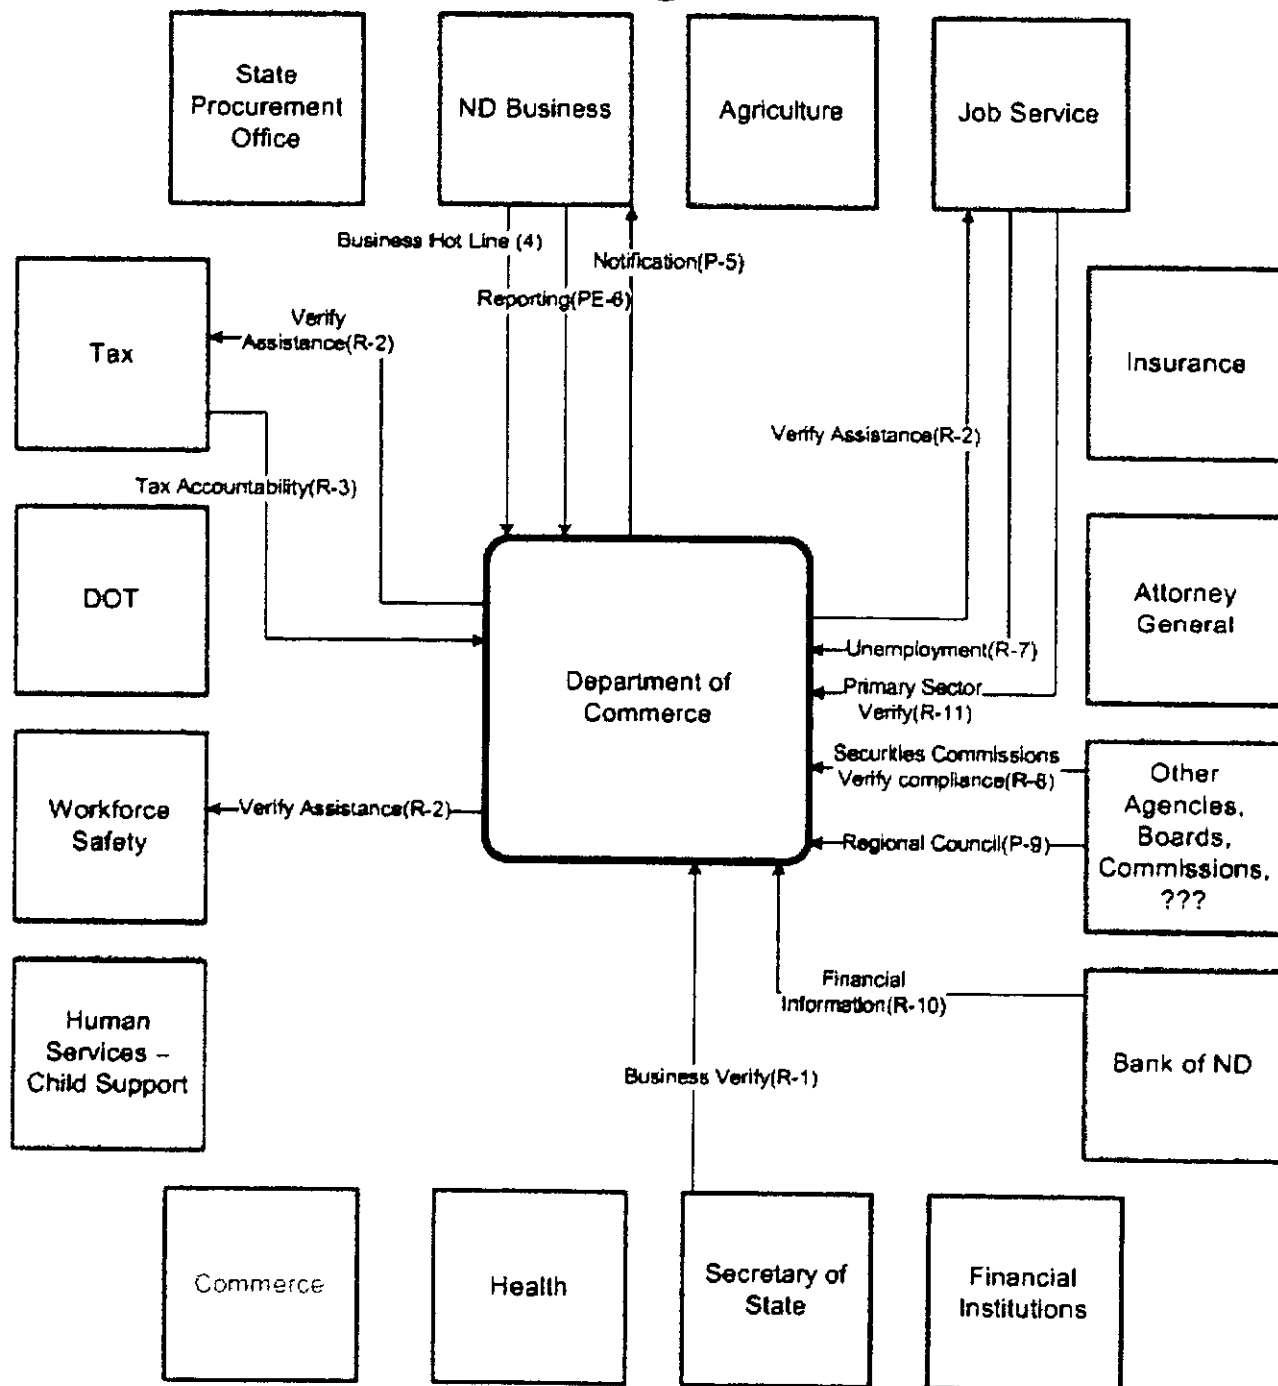 State
Procurement
Office
ND Business
Agriculture
Job Service
Business Hot Line (4)
Notification(P-5)
Reporting(PE-6)
Tax
Verify
Assistance(R-2)
Insurance
Verify Assistance(R-2)
Tax Accountability(R-3)
DOT
Attorney
General
Unemployment(R-7)
Department of
Commerce
Primary Sector
Verify(R-11)
Securities Commissions
Verify compliance(R-8)
Other
Agencies,
Boards,
Commissions,
???
Workforce
Safety
Verify Assistance(R-2)
Regional Council(P-9)
Financial
Information(R-10)
Human
Services –
Child Support
Bank of ND
Business Verify(R-1)
Commerce
Health
Secretary of
State
Financial
Institutions